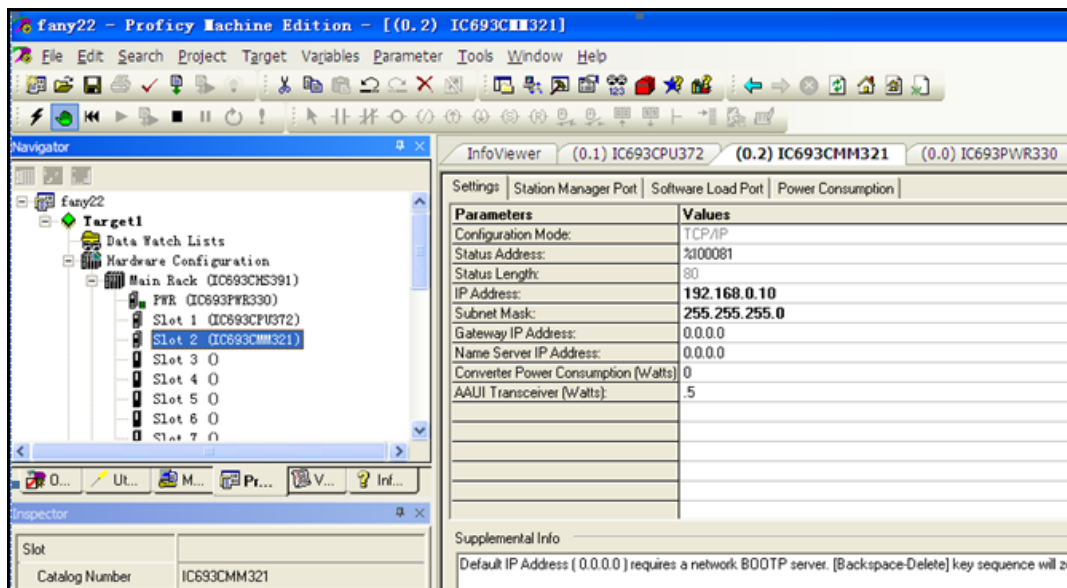 fany22 - Proficy Machine Edition - [(0.2) IC693CMM321]
File Edit Search Project Target Variables Parameter Tools Window Help
Navigator
InfoViewer (0.1) IC693CPU372 (0.2) IC693CMM321 (0.0) IC693PWR330
Settings Station Manager Port Software Load Port Power Consumption
fany22
Target1
Data Watch Lists
Hardware Configuration
Main Rack (IC693CHS391)
PWR (IC693PWR330)
Slot 1 (IC693CPU372)
Slot 2 (IC693CMM321)
Slot 3 ()
Slot 4 ()
Slot 5 ()
Slot 6 ()
Slot 7 ()
Parameters Values
Configuration Mode: TCP/IP
Status Address: %I00081
Status Length: 80
IP Address: 192.168.0.10
Subnet Mask: 255.255.255.0
Gateway IP Address: 0.0.0.0
Name Server IP Address: 0.0.0.0
Converter Power Consumption (Watts) 0
AAUI Transceiver (Watts): .5
O... Ut... M... Pr... V... Inf...
Inspector
Slot
Catalog Number IC693CMM321
Supplemental Info
Default IP Address ( 0.0.0.0 ) requires a network BOOTP server. [Backspace-Delete] key sequence will